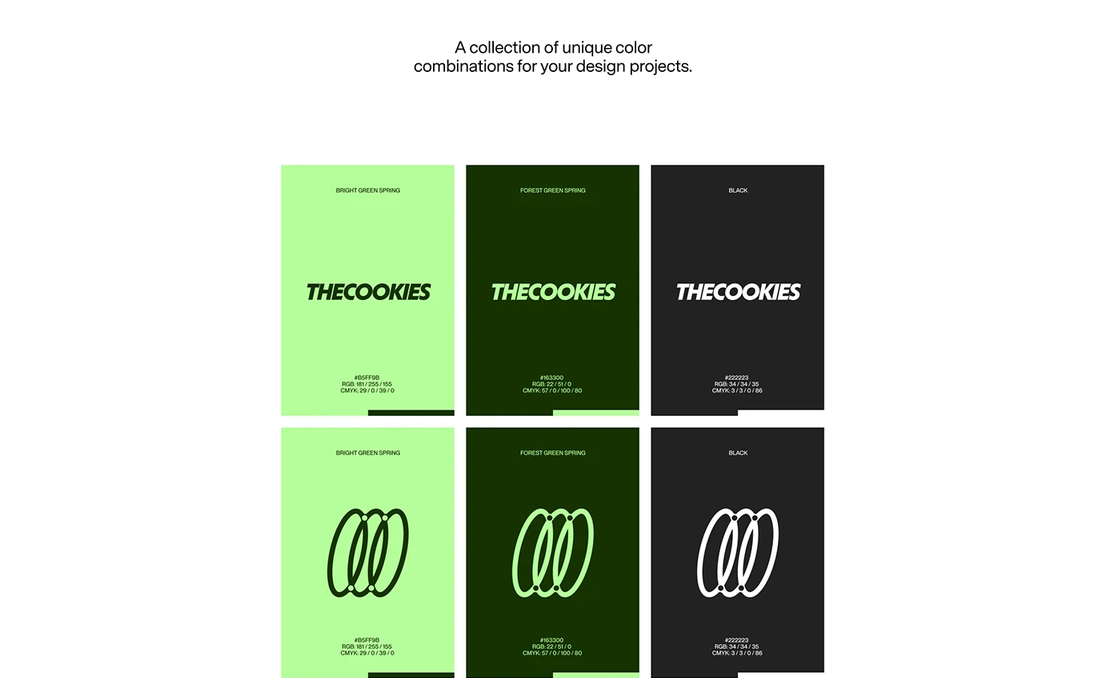 A collection of unique color
combinations for your design projects.
BRIGHT GREEN SPRING
THECOOKIES
#B5FF9B
RGB: 181 / 255 / 155
CMYK: 29 / 0 / 39 / 0
FOREST GREEN SPRING
THECOOKIES
#163300
RGB: 22 / 51 / 0
CMYK: 57 / 0 / 100 / 80
BLACK
THECOOKIES
#222223
RGB: 34 / 34 / 35
CMYK: 3 / 3 / 0 / 86
BRIGHT GREEN SPRING
#B5FF9B
RGB: 181 / 255 / 155
CMYK: 29 / 0 / 39 / 0
FOREST GREEN SPRING
#163300
RGB: 22 / 51 / 0
CMYK: 57 / 0 / 100 / 80
BLACK
#222223
RGB: 34 / 34 / 35
CMYK: 3 / 3 / 0 / 86